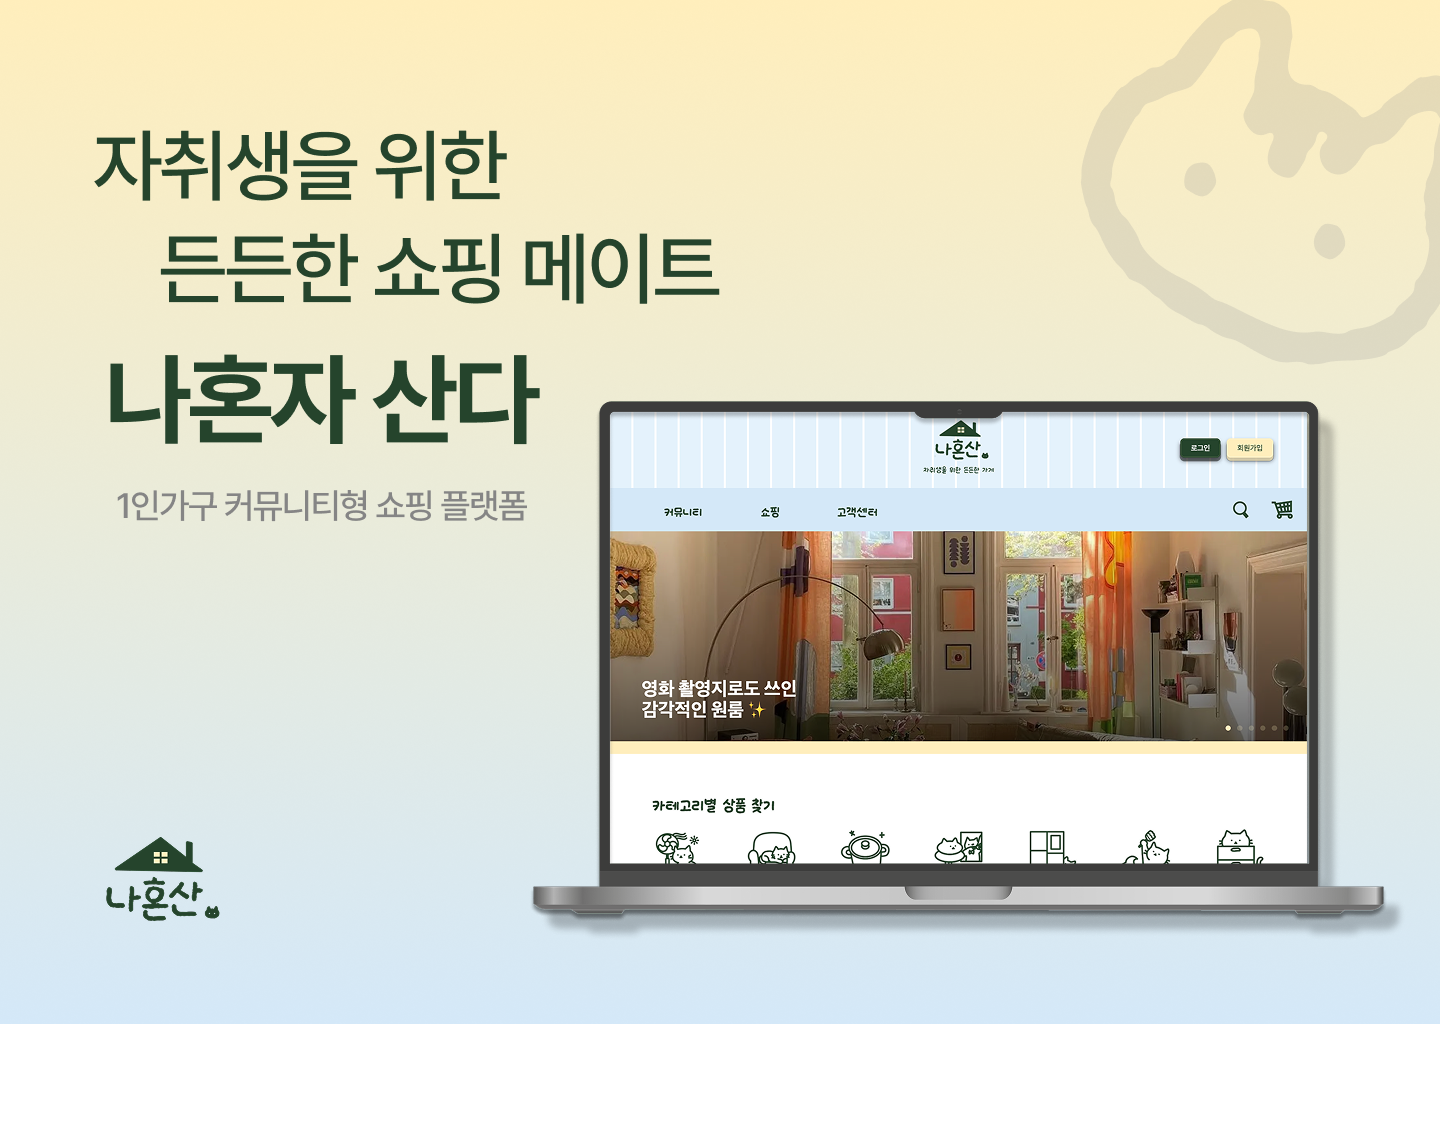 자취생을 위한
든든한 쇼핑 메이트
나혼자 산다
1인가구 커뮤니티형 쇼핑 플랫폼
나혼산
자취생을 위한 든든한 가게
로그인
회원가입
커뮤니티
쇼핑
고객센터
영화 촬영지로도 쓰인
감각적인 원룸 ✨
카테고리별 상품 찾기
나혼산